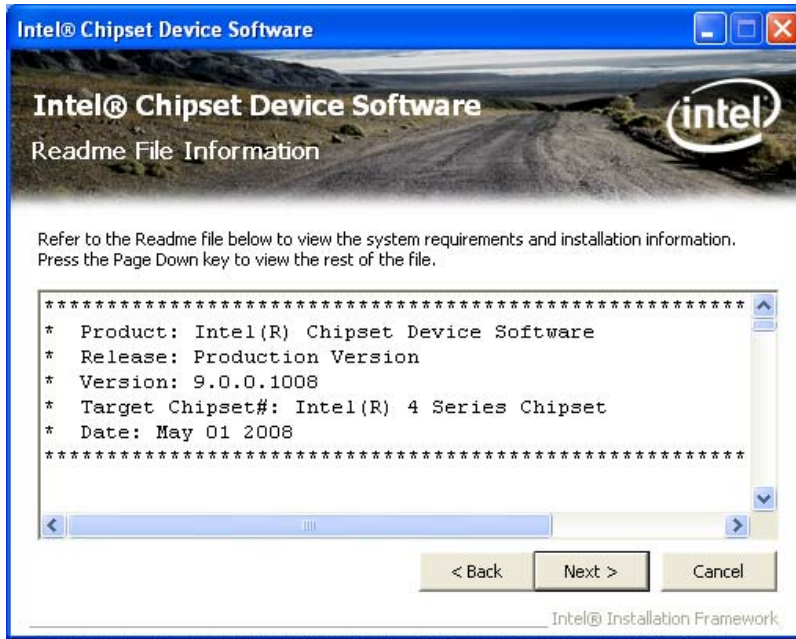 Intel® Chipset Device Software
Intel® Chipset Device Software
intel
Readme File Information
Refer to the Readme file below to view the system requirements and installation information.
Press the Page Down key to view the rest of the file.
********************************************************
* Product: Intel(R) Chipset Device Software
* Release: Production Version
* Version: 9.0.0.1008
* Target Chipset#: Intel(R) 4 Series Chipset
* Date: May 01 2008
********************************************************
< Back
Next >
Cancel
Intel® Installation Framework